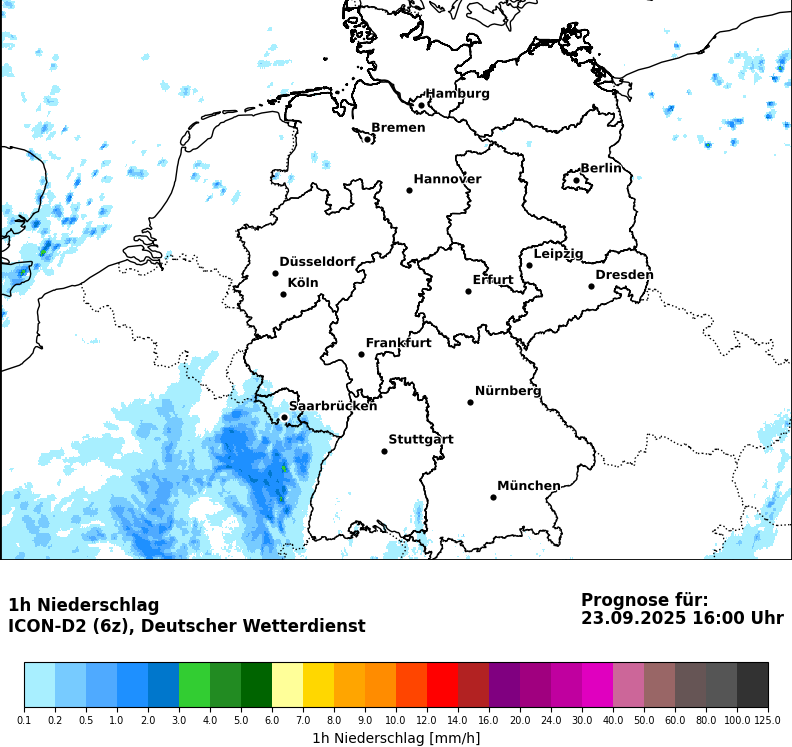 Hamburg
Bremen
Berlin
Hannover
Leipzig
Düsseldorf
Dresden
Köln
Erfurt
Frankfurt
Nürnberg
Saarbrücken
Stuttgart
München
1h Niederschlag
ICON-D2 (6z), Deutscher Wetterdienst
Prognose für:
23.09.2025 16:00 Uhr
0.1 0.2 0.5 1.0 2.0 3.0 4.0 5.0 6.0 7.0 8.0 9.0 10.0 12.0 14.0 16.0 20.0 24.0 30.0 40.0 50.0 60.0 80.0 100.0 125.0
1h Niederschlag [mm/h]